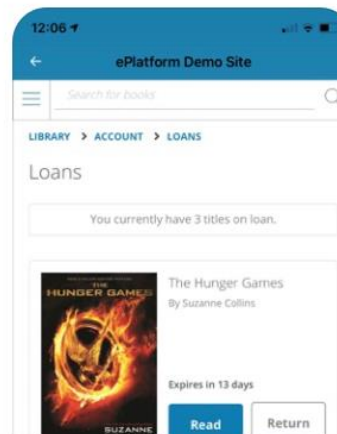 12:06
ePlatform Demo Site
Search for books
LIBRARY > ACCOUNT > LOANS
Loans
You currently have 3 titles on loan.
THE
HUNGER GAMES
SUZANNE
The Hunger Games
By Suzanne Collins
Expires in 13 days
Read
Return